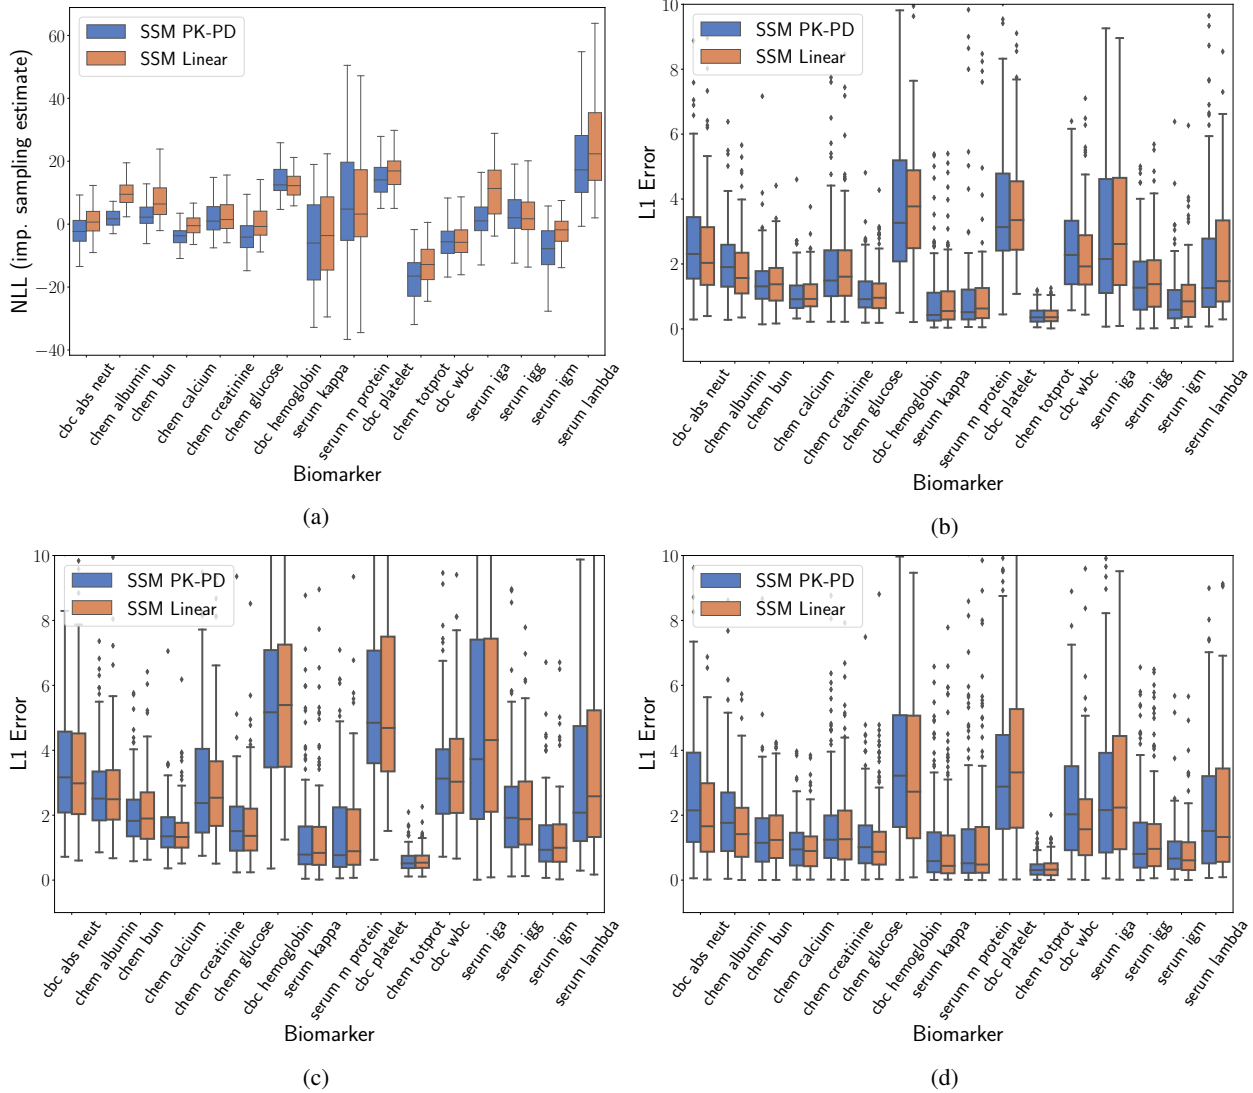 SSM PK-PD
SSM Linear
NLL (imp. sampling estimate)
60
40
20
0
−20
−40
cbc abs neut
chem albumin
chem bun
chem calcium
chem creatinine
chem glucose
cbc hemoglobin
serum kappa
serum m protein
cbc platelet
chem totprot
cbc wbc
serum iga
serum igg
serum igm
serum lambda
Biomarker
(a)
SSM PK-PD
SSM Linear
L1 Error
10
8
6
4
2
0
cbc abs neut
chem albumin
chem bun
chem calcium
chem creatinine
chem glucose
cbc hemoglobin
serum kappa
serum m protein
cbc platelet
chem totprot
cbc wbc
serum iga
serum igg
serum igm
serum lambda
Biomarker
(b)
SSM PK-PD
SSM Linear
L1 Error
10
8
6
4
2
0
cbc abs neut
chem albumin
chem bun
chem calcium
chem creatinine
chem glucose
cbc hemoglobin
serum kappa
serum m protein
cbc platelet
chem totprot
cbc wbc
serum iga
serum igg
serum igm
serum lambda
Biomarker
(c)
SSM PK-PD
SSM Linear
L1 Error
10
8
6
4
2
0
cbc abs neut
chem albumin
chem bun
chem calcium
chem creatinine
chem glucose
cbc hemoglobin
serum kappa
serum m protein
cbc platelet
chem totprot
cbc wbc
serum iga
serum igg
serum igm
serum lambda
Biomarker
(d)